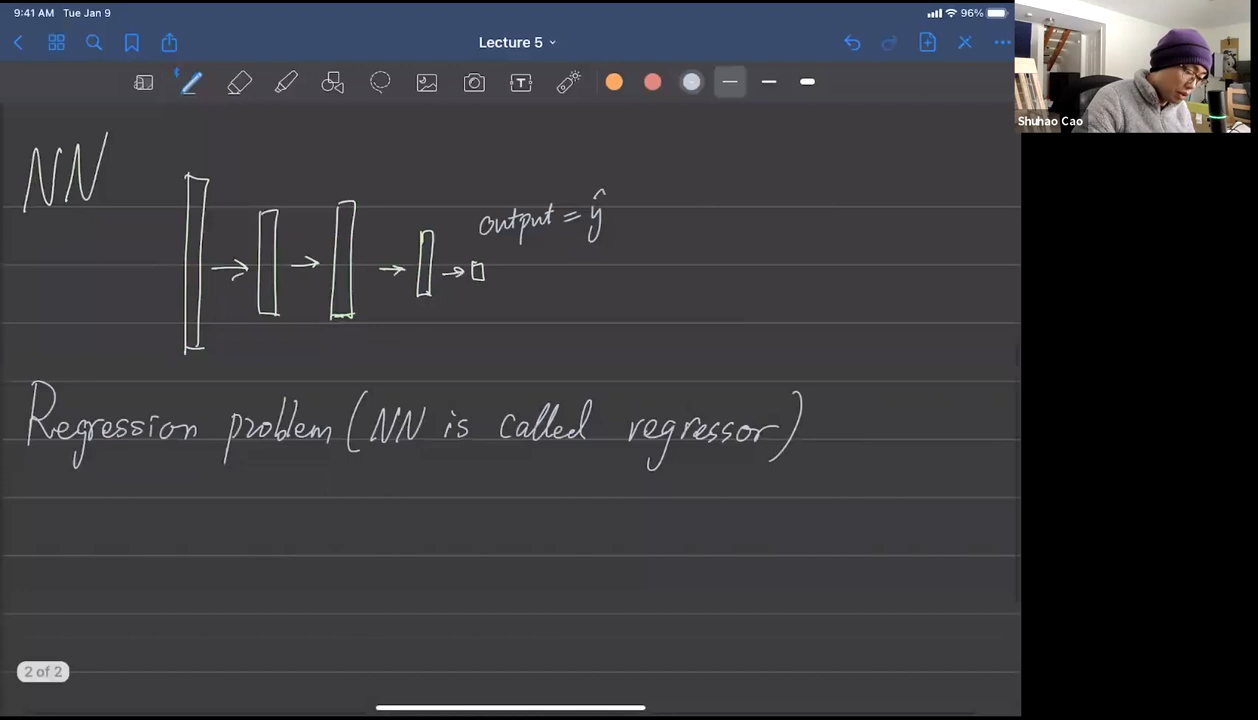 9:41 AM Tue Jan 9
96%
Lecture 5
Shuhao Cao
NN
output = ŷ
Regression problem (NN is called regressor)
2 of 2